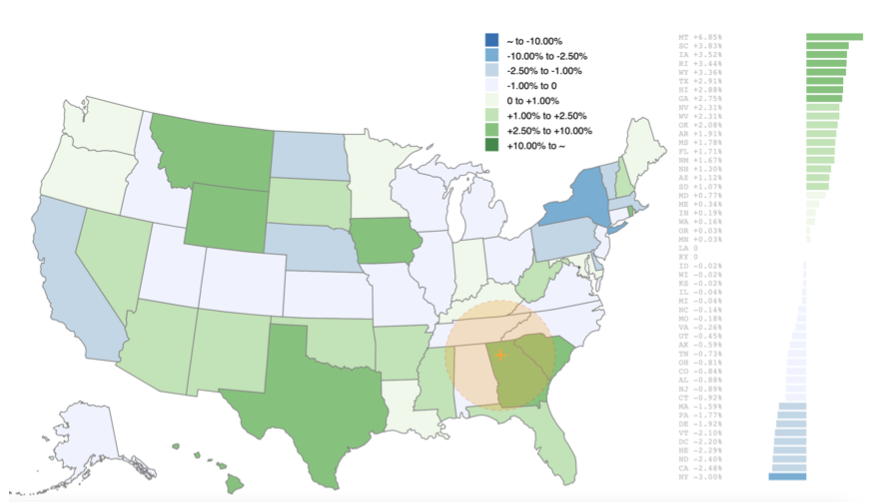 ~ to -10.00%
-10.00% to -2.50%
-2.50% to -1.00%
-1.00% to 0
0 to +1.00%
+1.00% to +2.50%
+2.50% to +10.00%
+10.00% to ~
MT +6.85%
SC +3.83%
IA +3.52%
RI +3.44%
WY +3.36%
TX +2.91%
HI +2.88%
GA +2.75%
NV +2.31%
WV +2.31%
OK +2.08%
AR +1.91%
MS +1.78%
FL +1.71%
NM +1.67%
NH +1.30%
AZ +1.12%
SD +1.07%
MD +0.77%
ME +0.36%
IN +0.19%
WA +0.16%
OR +0.03%
MN +0.03%
LA 0
KY 0
ID -0.02%
WI -0.02%
KS -0.02%
IL -0.04%
MI -0.04%
NC -0.14%
MO -0.18%
VA -0.26%
UT -0.45%
AK -0.59%
TN -0.73%
OH -0.81%
CO -0.84%
AL -0.88%
NJ -0.89%
CT -0.92%
MA -1.59%
PA -1.77%
DE -1.92%
VT -2.10%
DC -2.20%
NE -2.29%
ND -2.40%
CA -2.48%
NY -3.00%